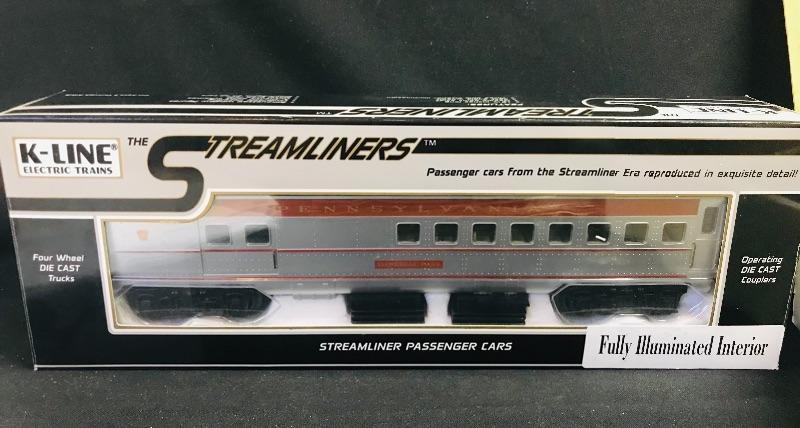 K-LINE®
ELECTRIC TRAINS
THE STREAMLINERS™
Passenger cars from the Streamliner Era reproduced in exquisite detail!
PENNSYLVANIA
Four Wheel
DIE CAST
Trucks
Operating
DIE CAST
Couplers
STREAMLINER PASSENGER CARS
Fully Illuminated Interior